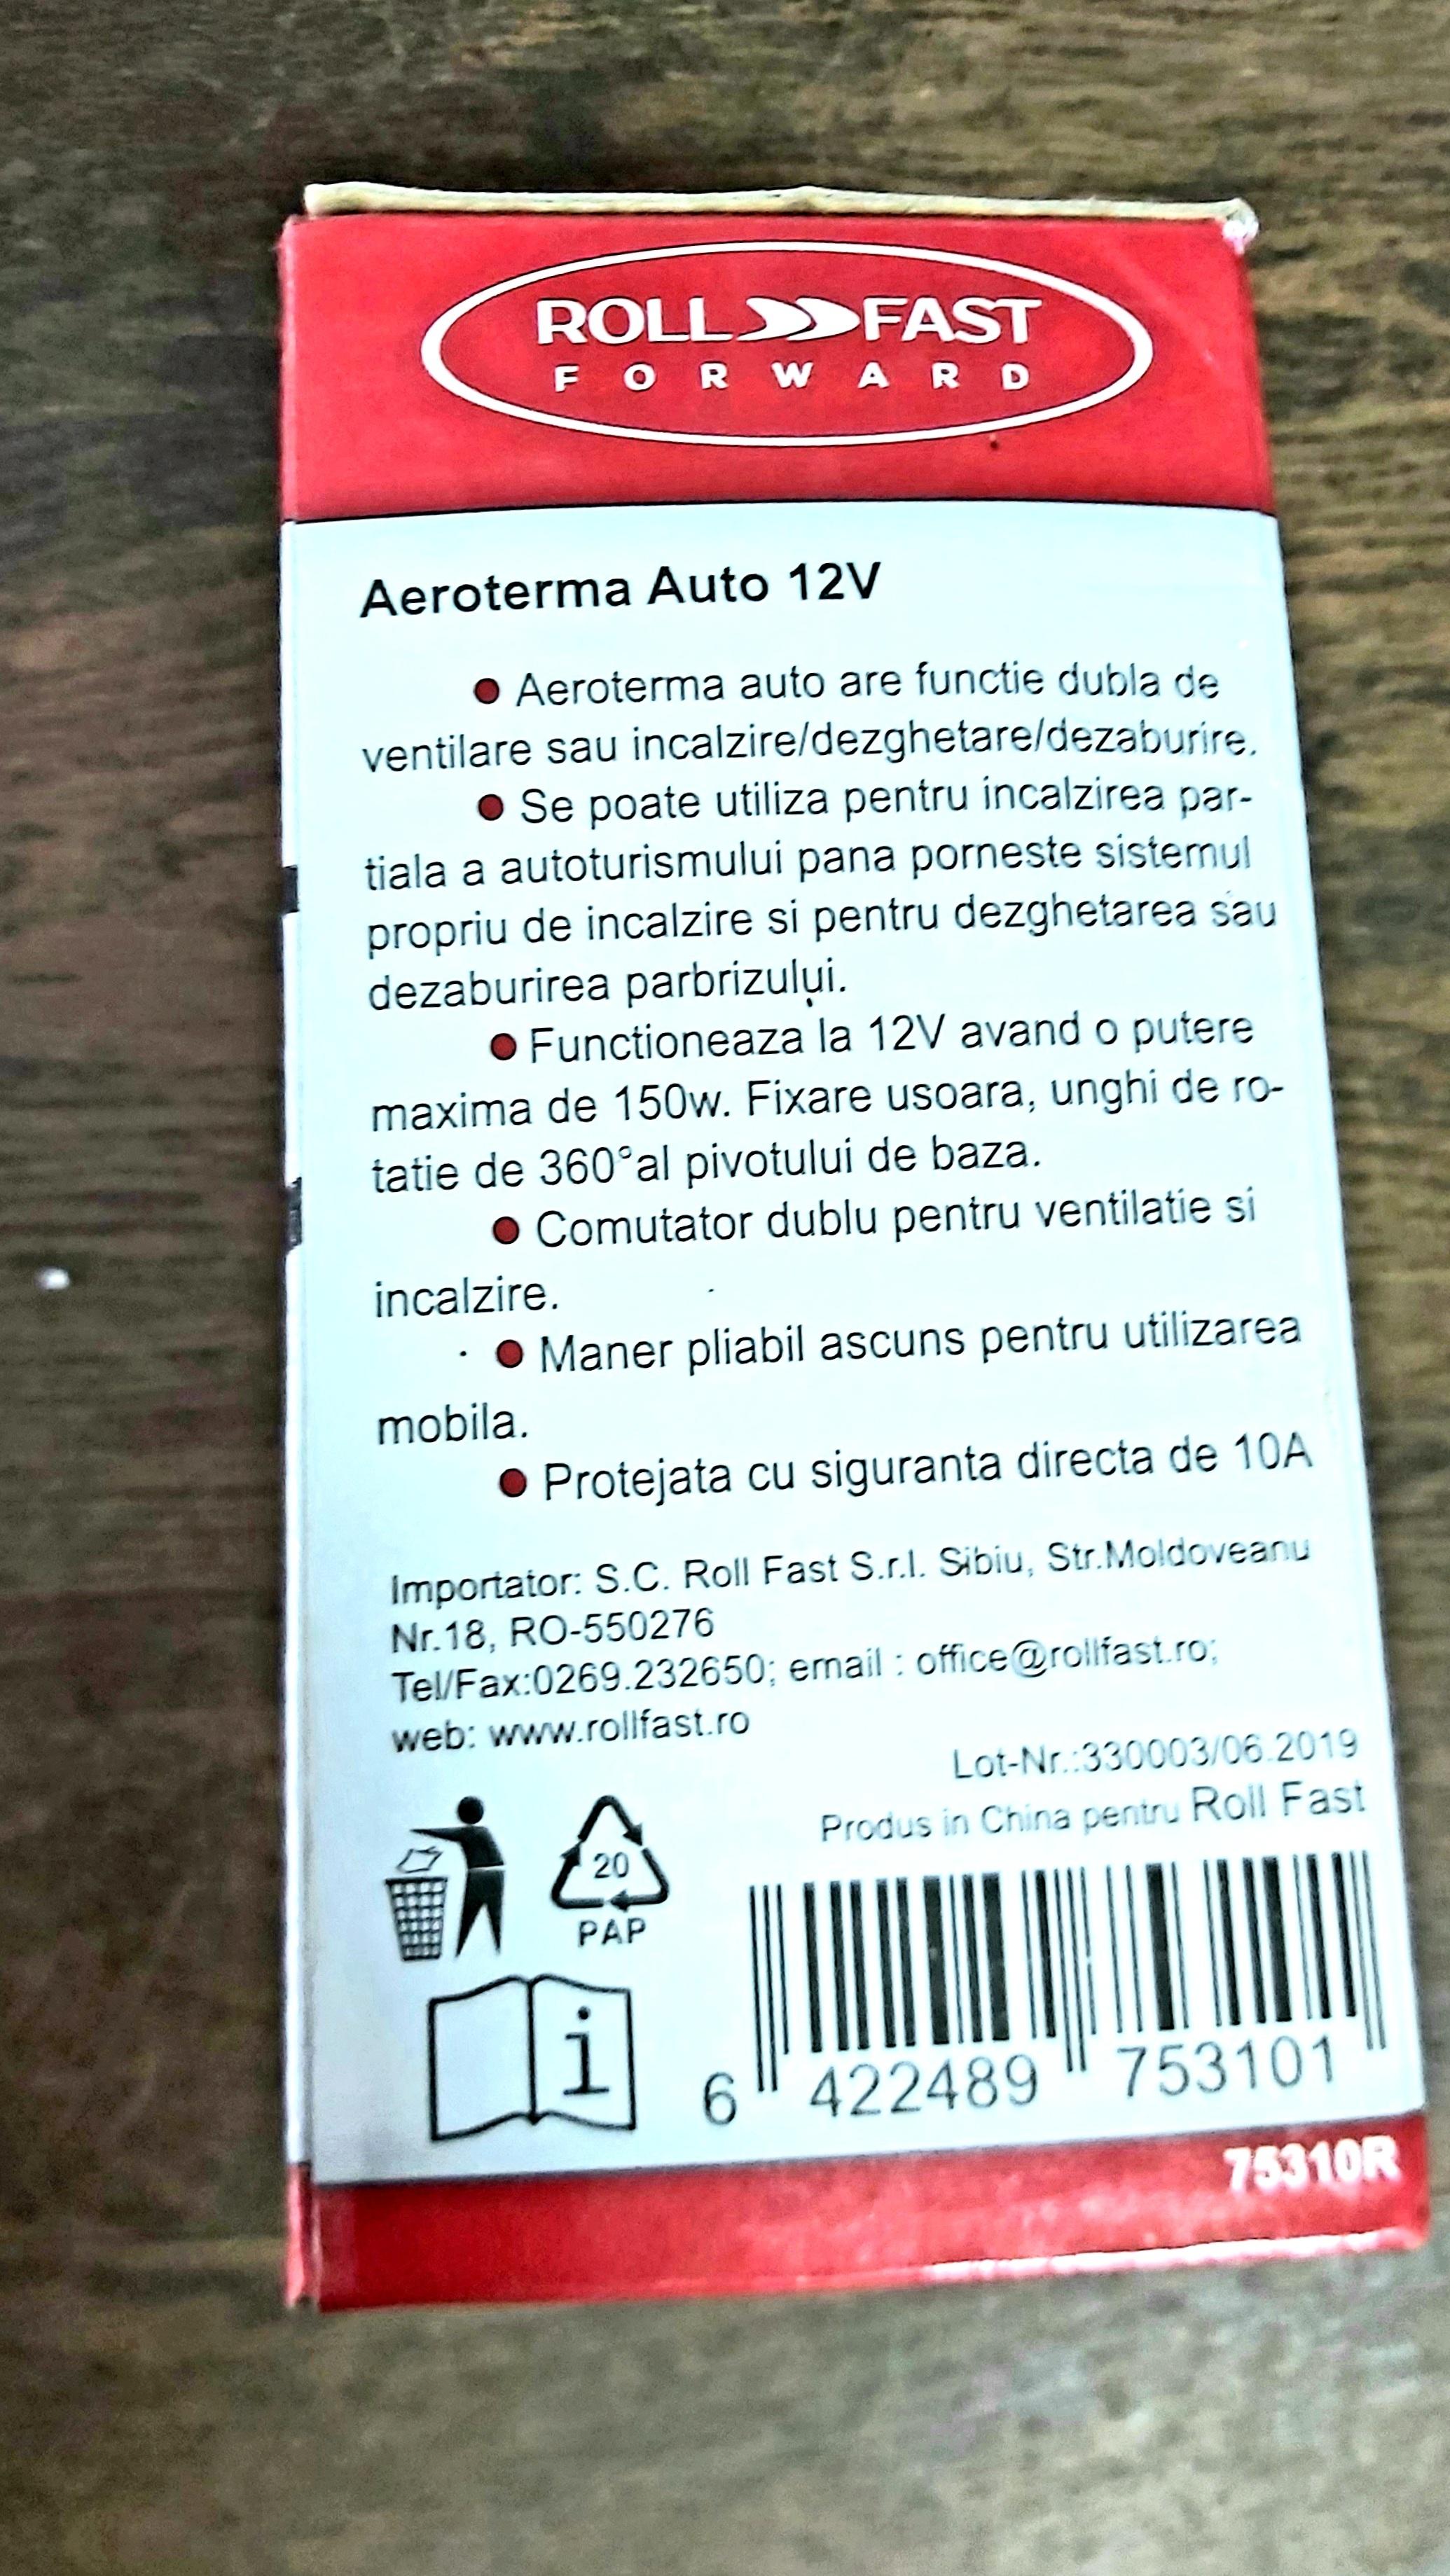 ROLL FAST
FORWARD
Aeroterma Auto 12V
● Aeroterma auto are functie dubla de
ventilare sau incalzire/dezghetare/dezaburire.
● Se poate utiliza pentru incalzirea par-
tiala a autoturismului pana porneste sistemul
propriu de incalzire si pentru dezghetarea sau
dezaburirea parbrizului.
● Functioneaza la 12V avand o putere
maxima de 150w. Fixare usoara, unghi de ro-
tatie de 360°al pivotului de baza.
● Comutator dublu pentru ventilatie si
incalzire.
● Maner pliabil ascuns pentru utilizarea
mobila.
● Protejata cu siguranta directa de 10A
Importator: S.C. Roll Fast S.r.l. Sibiu, Str.Moldoveanu
Nr.18, RO-550276
Tel/Fax:0269.232650; email : office@rollfast.ro;
web: www.rollfast.ro
Lot-Nr.:330003/06.2019
Produs in China pentru Roll Fast
20
PAP
i
6 422489 753101
75310R